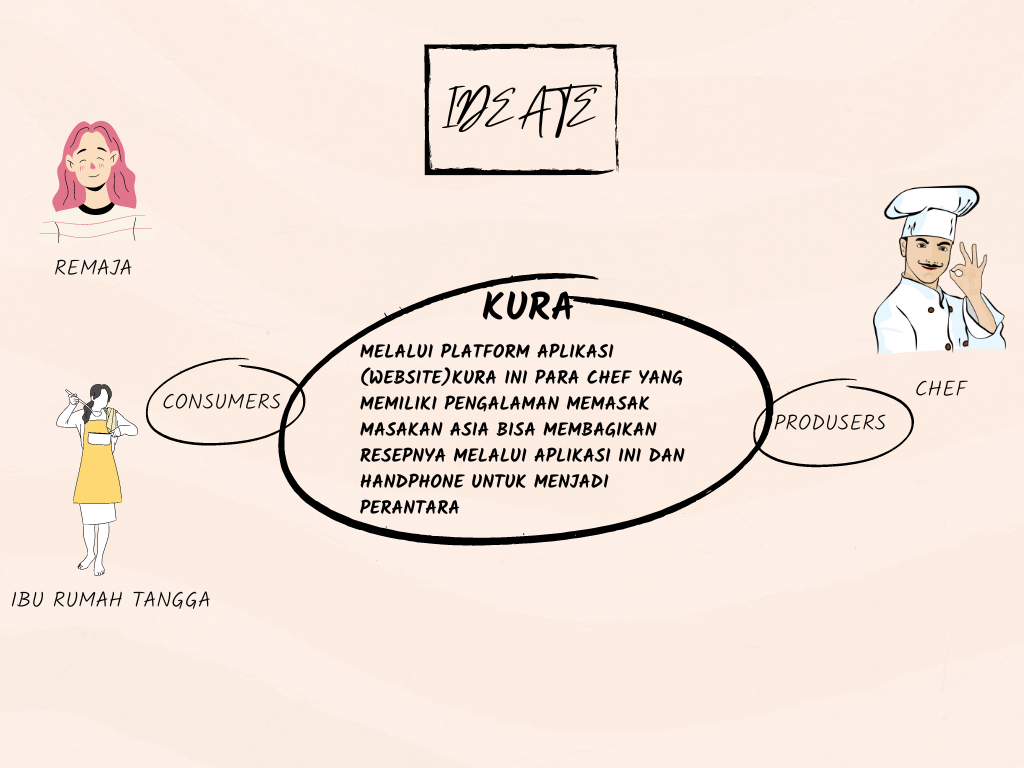 IDEATE
REMAJA
KURA
MELALUI PLATFORM APLIKASI
(WEBSITE)KURA INI PARA CHEF YANG
MEMILIKI PENGALAMAN MEMASAK
MASAKAN ASIA BISA MEMBAGIKAN
RESEPNYA MELALUI APLIKASI INI DAN
HANDPHONE UNTUK MENJADI
PERANTARA
CONSUMERS
PRODUSERS
CHEF
IBU RUMAH TANGGA